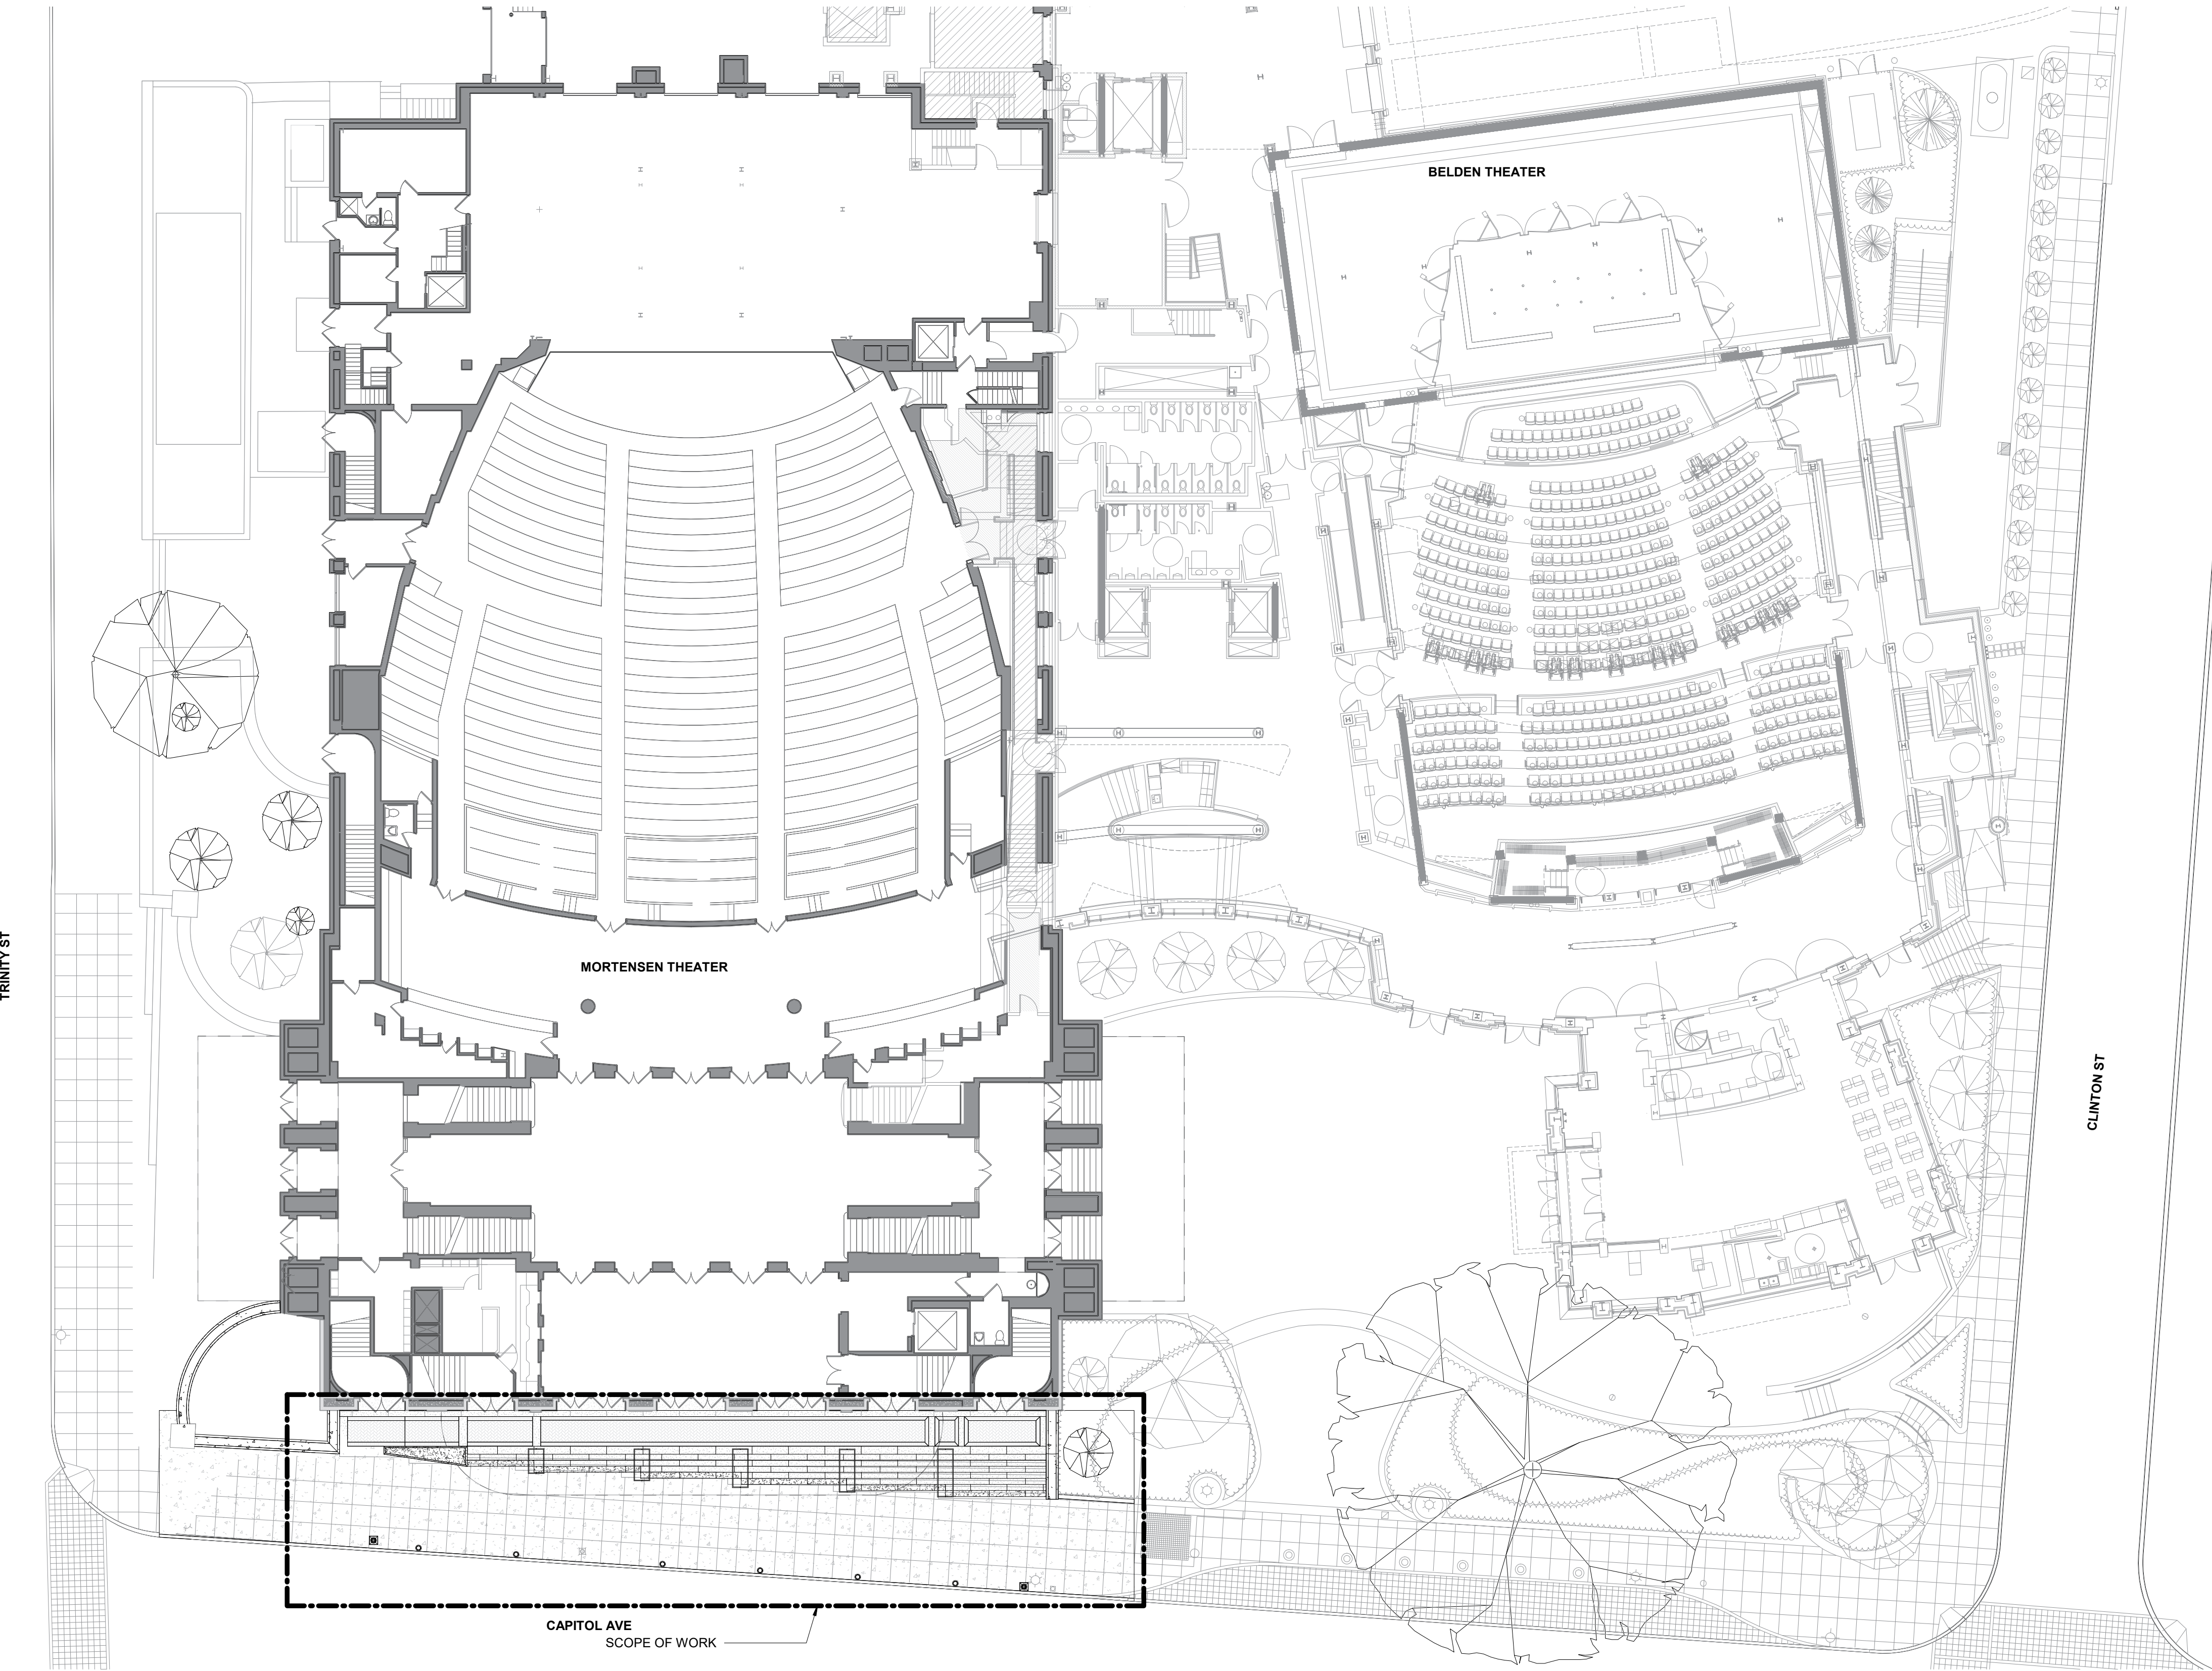 BELDEN THEATER
TRINITY ST
MORTENSEN THEATER
CLINTON ST
CAPITOL AVE
SCOPE OF WORK